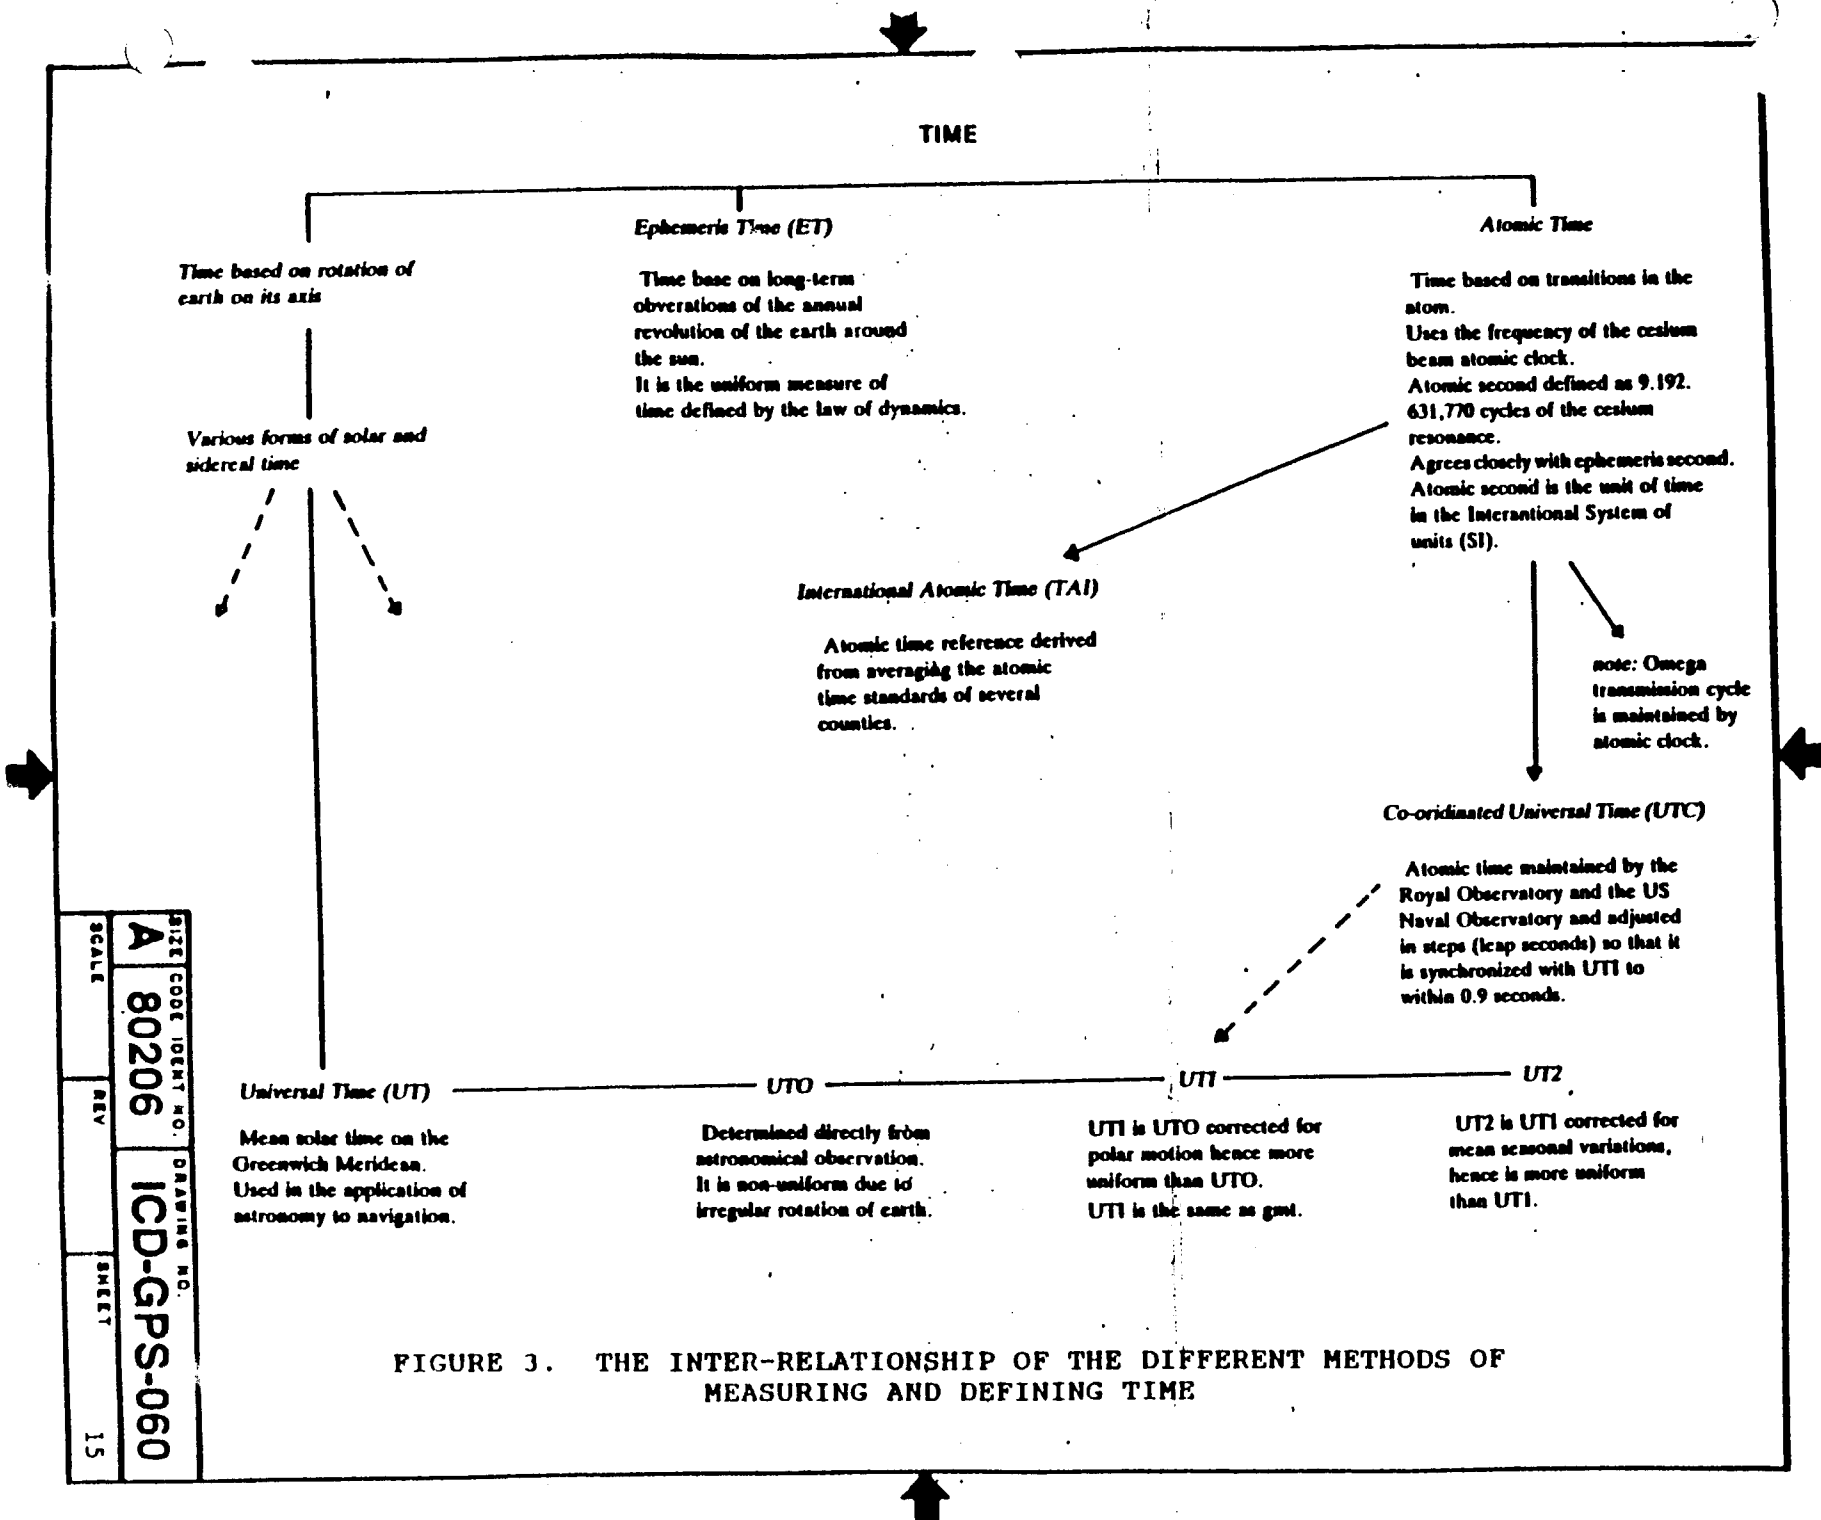 TIME
Time based on rotation of
earth on its axis
Various forms of solar and
sidereal time
Ephemeris Time (ET)
Time base on long-term
obverations of the annual
revolution of the earth around
the sun.
It is the uniform measure of
time defined by the law of dynamics.
Atomic Time
Time based on transitions in the
atom.
Uses the frequency of the cesium
beam atomic clock.
Atomic second defined as 9.192.
631,770 cycles of the cesium
resonance.
Agrees closely with ephemeris second.
Atomic second is the unit of time
in the Interantional System of
units (SI).
International Atomic Time (TAI)
Atomic time reference derived
from averaging the atomic
time standards of several
counties.
note: Omega
transmission cycle
is maintained by
atomic clock.
Co-oridinated Universal Time (UTC)
Atomic time maintained by the
Royal Observatory and the US
Naval Observatory and adjusted
in steps (leap seconds) so that it
is synchronized with UT1 to
within 0.9 seconds.
Universal Time (UT)
Mean solar time on the
Greenwich Meridean.
Used in the application of
astronomy to navigation.
UTO
Determined directly from
astronomical observation.
It is non-uniform due to
irregular rotation of earth.
UT1
UT1 is UTO corrected for
polar motion hence more
uniform than UTO.
UT1 is the same as gmt.
UT2
UT2 is UT1 corrected for
mean seasonal variations,
hence is more uniform
than UT1.
FIGURE 3. THE INTER-RELATIONSHIP OF THE DIFFERENT METHODS OF
MEASURING AND DEFINING TIME
SIZE
A
CODE IDENT NO.
80206
DRAWING NO.
ICD-GPS-060
SCALE
REV
SHEET
15